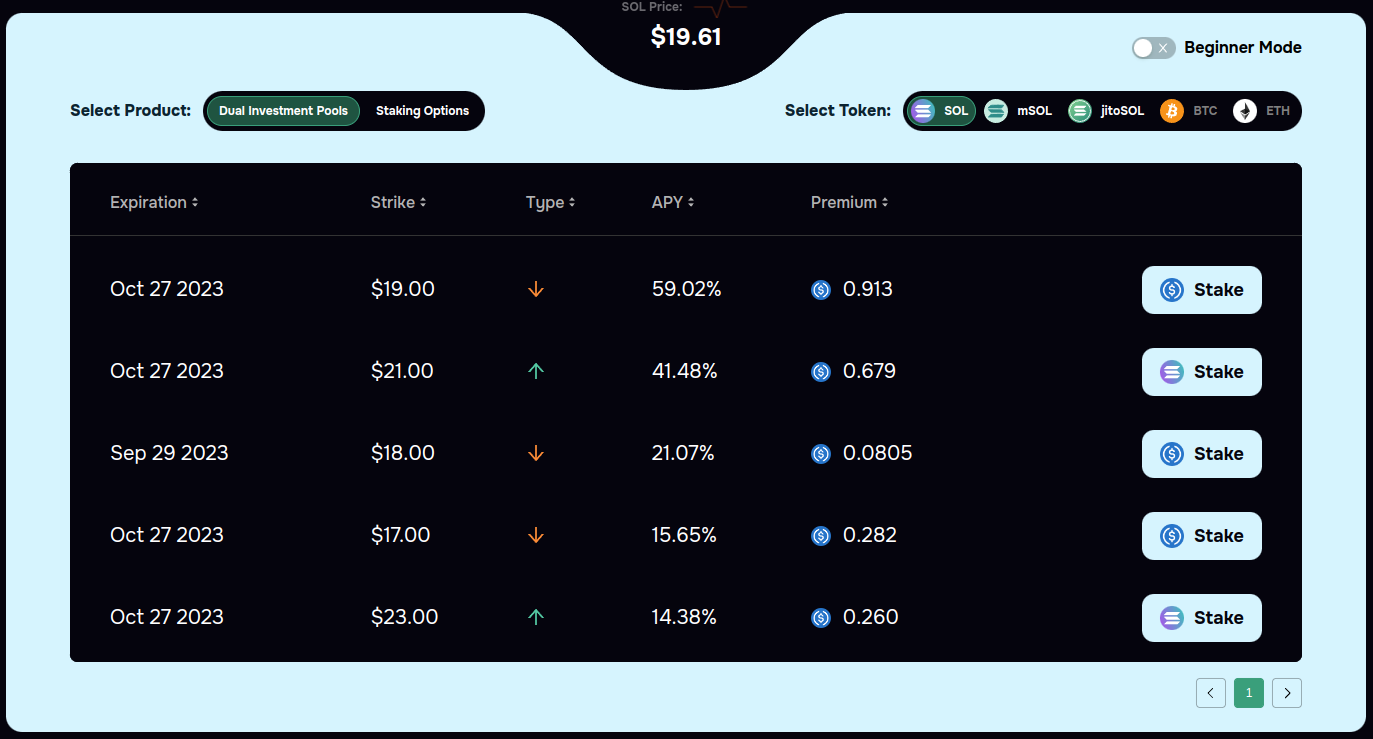 SOL Price:
$19.61
Beginner Mode
Select Product: Dual Investment Pools Staking Options
Select Token: SOL mSOL jitoSOL BTC ETH
Expiration Strike Type APY Premium
Oct 27 2023 $19.00 59.02% 0.913 Stake
Oct 27 2023 $21.00 41.48% 0.679 Stake
Sep 29 2023 $18.00 21.07% 0.0805 Stake
Oct 27 2023 $17.00 15.65% 0.282 Stake
Oct 27 2023 $23.00 14.38% 0.260 Stake
1